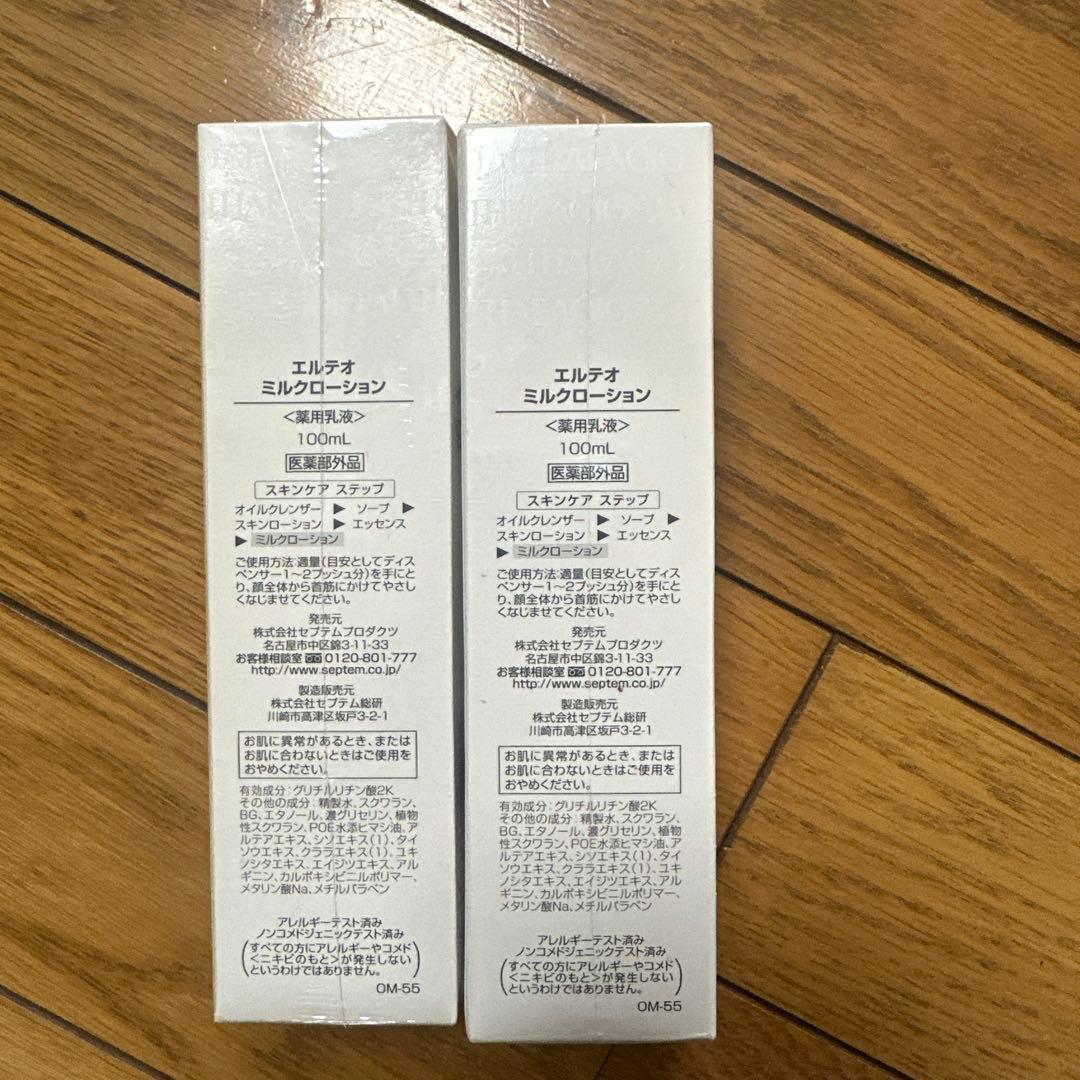 エルテオ
ミルクローション
<薬用乳液>
100mL
医薬部外品
スキンケア ステップ
オイルクレンザー ▶ ソープ ▶
スキンローション ▶ エッセンス
▶ ミルクローション
ご使用方法:適量(目安としてディス
ペンサー1〜2プッシュ分)を手にと
り、顔全体から首筋にかけてやさし
くなじませてください。
発売元
株式会社セプテムプロダクツ
名古屋市中区錦3-11-33
お客様相談室 0120-801-777
http://www.septem.co.jp/
製造販売元
株式会社セプテム総研
川崎市高津区坂戸3-2-1
お肌に異常があるとき、または
お肌に合わないときはご使用を
おやめください。
有効成分:グリチルリチン酸2K
その他の成分:精製水、スクワラン、
BG、エタノール、濃グリセリン、植物
性スクワラン、POE水添ヒマシ油、ア
ルテアエキス、シソエキス(1)、タイ
ソウエキス、クララエキス(1)、ユキ
ノシタエキス、エイジツエキス、アル
ギニン、カルボキシビニルポリマー、
メタリン酸Na、メチルパラベン
アレルギーテスト済み
ノンコメドジェニックテスト済み
(すべての方にアレルギーやコメド
<ニキビのもと>が発生しない
というわけではありません。)
OM-55
エルテオ
ミルクローション
<薬用乳液>
100mL
医薬部外品
スキンケア ステップ
オイルクレンザー ▶ ソープ ▶
スキンローション ▶ エッセンス
▶ ミルクローション
ご使用方法:適量(目安としてディス
ペンサー1〜2プッシュ分)を手にと
り、顔全体から首筋にかけてやさし
くなじませてください。
発売元
株式会社セプテムプロダクツ
名古屋市中区錦3-11-33
お客様相談室 0120-801-777
http://www.septem.co.jp/
製造販売元
株式会社セプテム総研
川崎市高津区坂戸3-2-1
お肌に異常があるとき、または
お肌に合わないときはご使用を
おやめください。
有効成分:グリチルリチン酸2K
その他の成分:精製水、スクワラン、
BG、エタノール、濃グリセリン、植物
性スクワラン、POE水添ヒマシ油、ア
ルテアエキス、シソエキス(1)、タイ
ソウエキス、クララエキス(1)、ユキ
ノシタエキス、エイジツエキス、アル
ギニン、カルボキシビニルポリマー、
メタリン酸Na、メチルパラベン
アレルギーテスト済み
ノンコメドジェニックテスト済み
(すべての方にアレルギーやコメド
<ニキビのもと>が発生しない
というわけではありません。)
OM-55